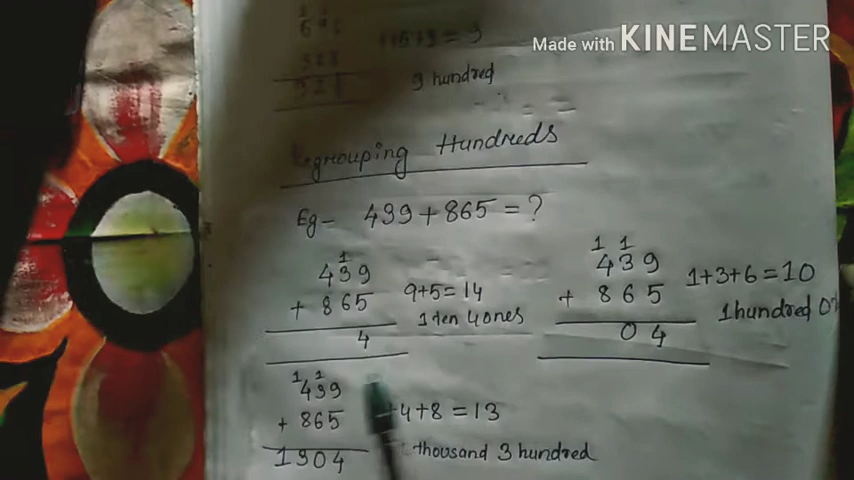 Made with KINEMASTER
9 hundred
Regrouping Hundreds
Eg- 439+865=?
1
439
+ 865
4
9+5=14
1 ten 4 ones
1 1
439
+ 865
04
1+3+6=10
1 hundred
1 1
439
+ 865
1304
+4+8=13
thousand 3 hundred